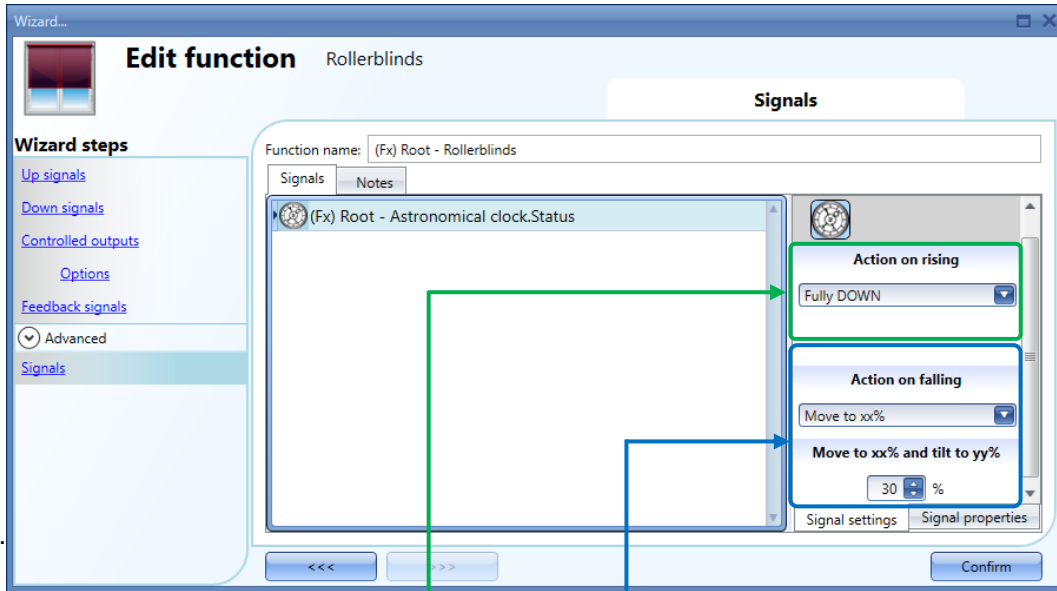 Wizard...
Edit function Rollerblinds
Signals
Wizard steps
Up signals
Down signals
Controlled outputs
Options
Feedback signals
Advanced
Signals
Function name: (Fx) Root - Rollerblinds
Signals Notes
(Fx) Root - Astronomical clock.Status
Action on rising
Fully DOWN
Action on falling
Move to xx%
Move to xx% and tilt to yy%
30 %
Signal settings Signal properties
.
<<< >>> Confirm